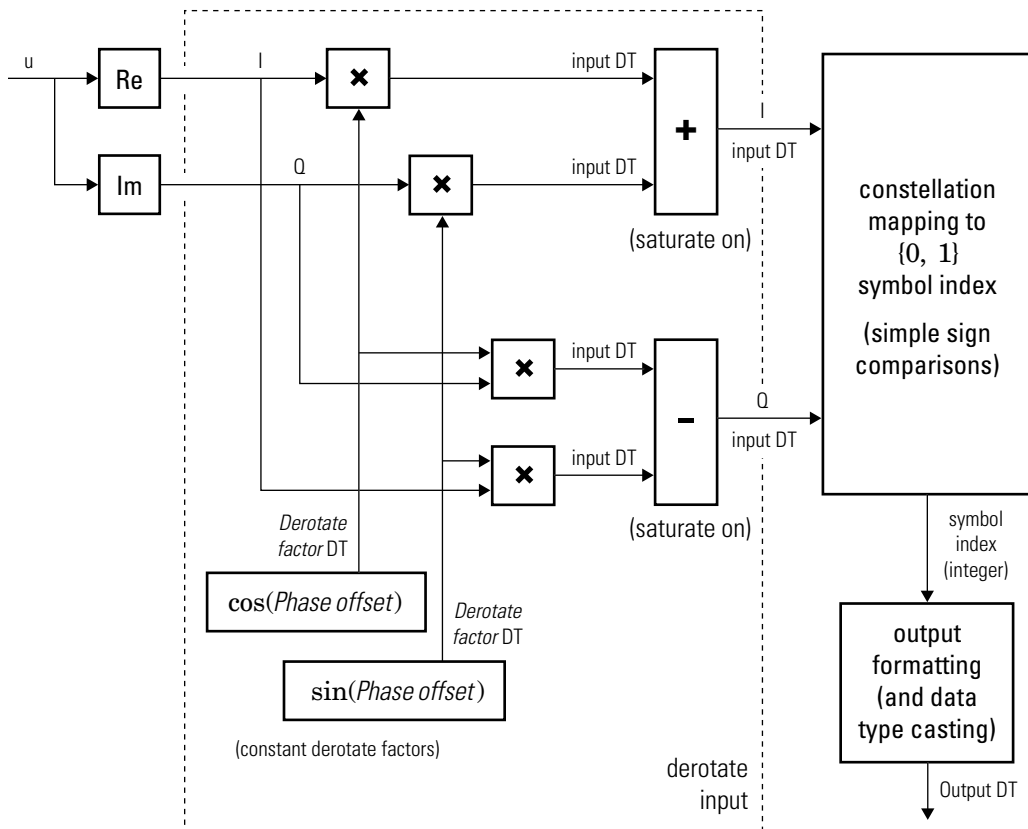 u
Re
I
×
input DT
+
I
input DT
Im
Q
×
input DT
(saturate on)
constellation
mapping to
{0, 1}
symbol index
(simple sign
comparisons)
×
input DT
−
Q
input DT
×
input DT
(saturate on)
Derotate
factor DT
cos(Phase offset)
Derotate
factor DT
sin(Phase offset)
(constant derotate factors)
derotate
input
symbol
index
(integer)
output
formatting
(and data
type casting)
Output DT